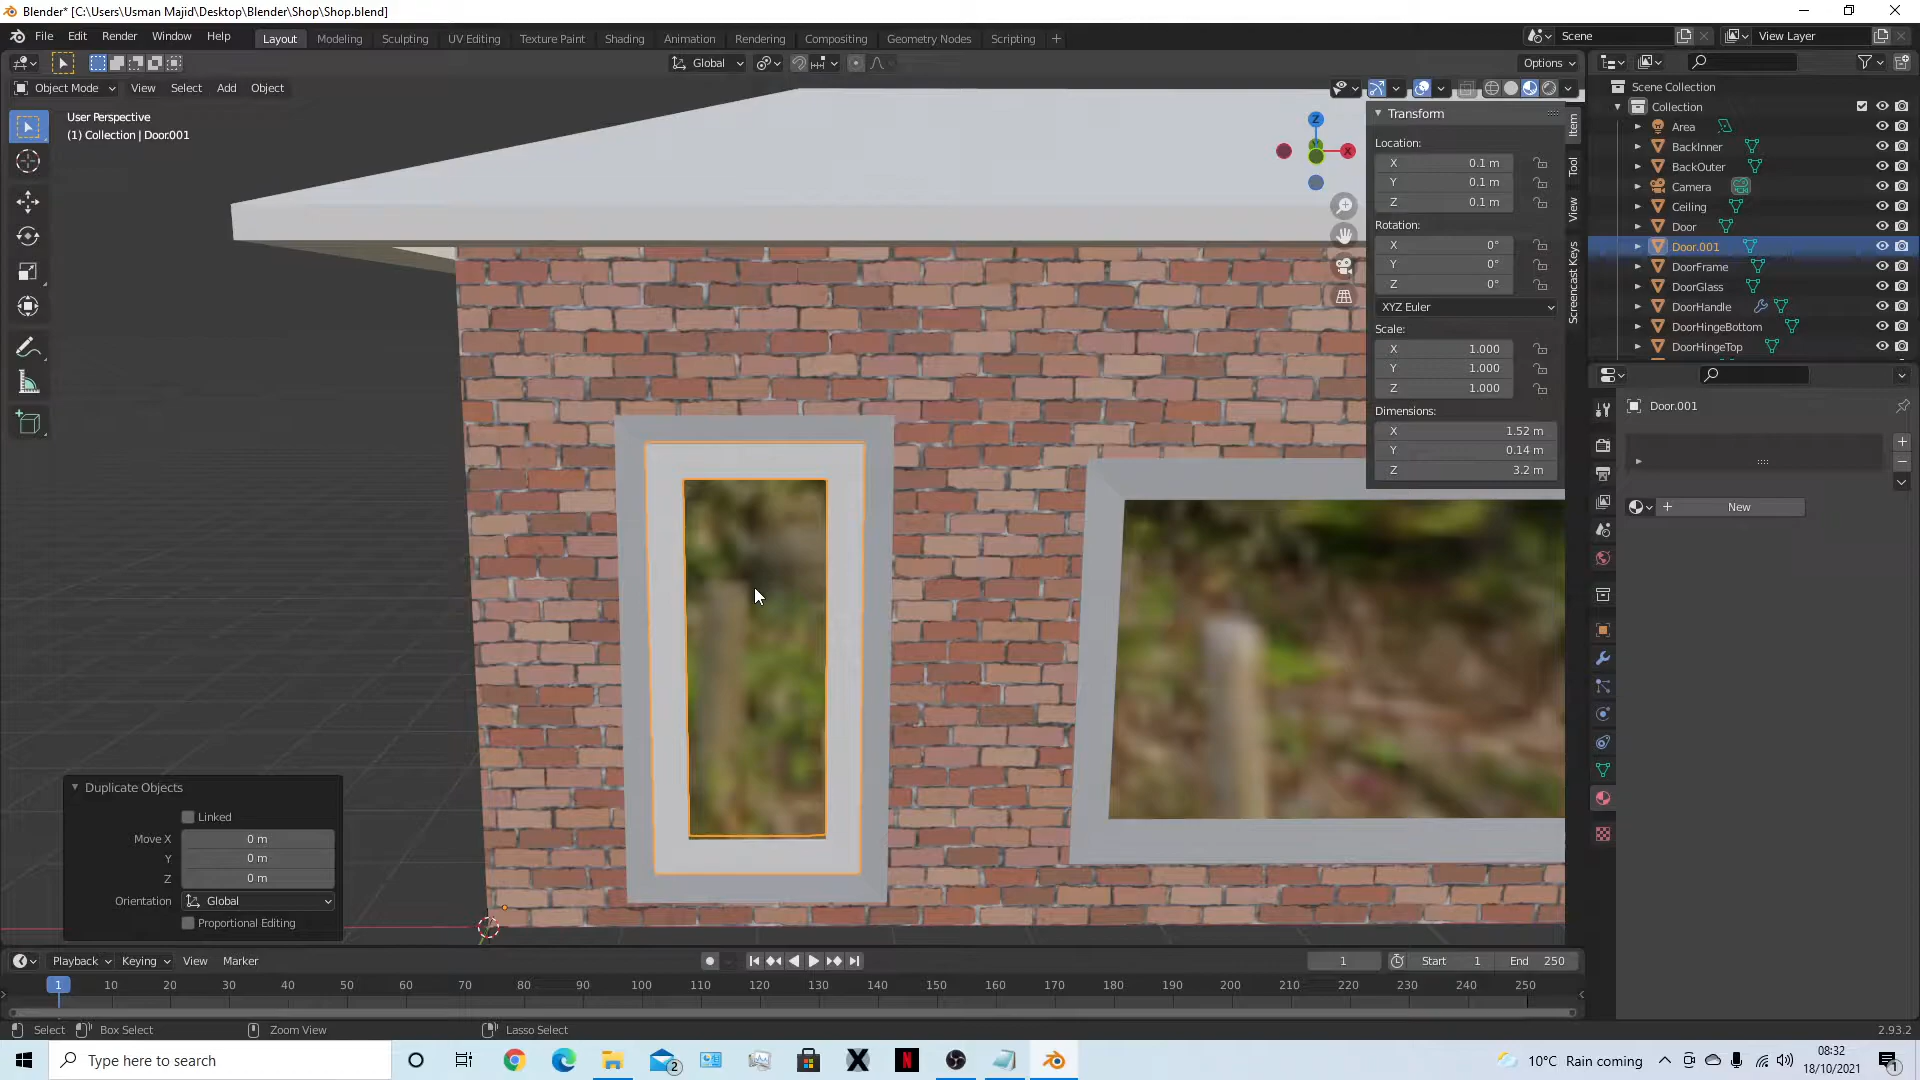 Blender* [C:\Users\Usman Majid\Desktop\Blender\Shop\Shop.blend]
File Edit Render Window Help
Layout Modeling Sculpting UV Editing Texture Paint Shading Animation Rendering Compositing Geometry Nodes Scripting +
Scene
View Layer
Global
Options
Object Mode View Select Add Object
User Perspective
(1) Collection | Door.001
Z
X
Transform
Location:
X 0.1 m
Y 0.1 m
Z 0.1 m
Rotation:
X 0°
Y 0°
Z 0°
XYZ Euler
Scale:
X 1.000
Y 1.000
Z 1.000
Dimensions:
X 1.52 m
Y 0.14 m
Z 3.2 m
Item
Tool
View
Screencast Keys
Scene Collection
Collection
Area
BackInner
BackOuter
Camera
Ceiling
Door
Door.001
DoorFrame
DoorGlass
DoorHandle
DoorHingeBottom
DoorHingeTop
Door.001
+ New
Duplicate Objects
Linked
Move X 0 m
Y 0 m
Z 0 m
Orientation Global
Proportional Editing
Playback Keying View Marker
1
Start 1 End 250
1 10 20 30 40 50 60 70 80 90 100 110 120 130 140 150 160 170 180 190 200 210 220 230 240 250
Select Box Select Zoom View Lasso Select
2.93.2
Type here to search
2
10°C Rain coming
08:32
18/10/2021
1